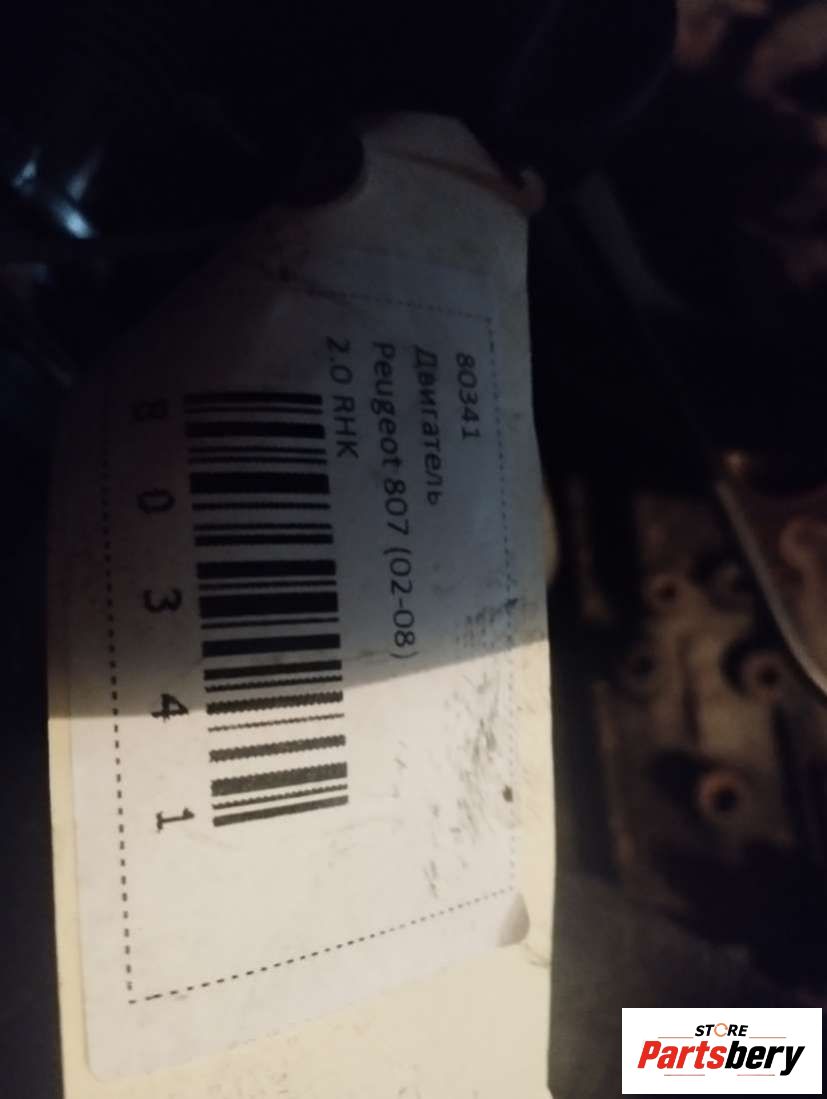 80341
Двигатель
Peugeot 807 (02-08)
2.0 RHK
8 0 3 4 1
STORE
Partsbery